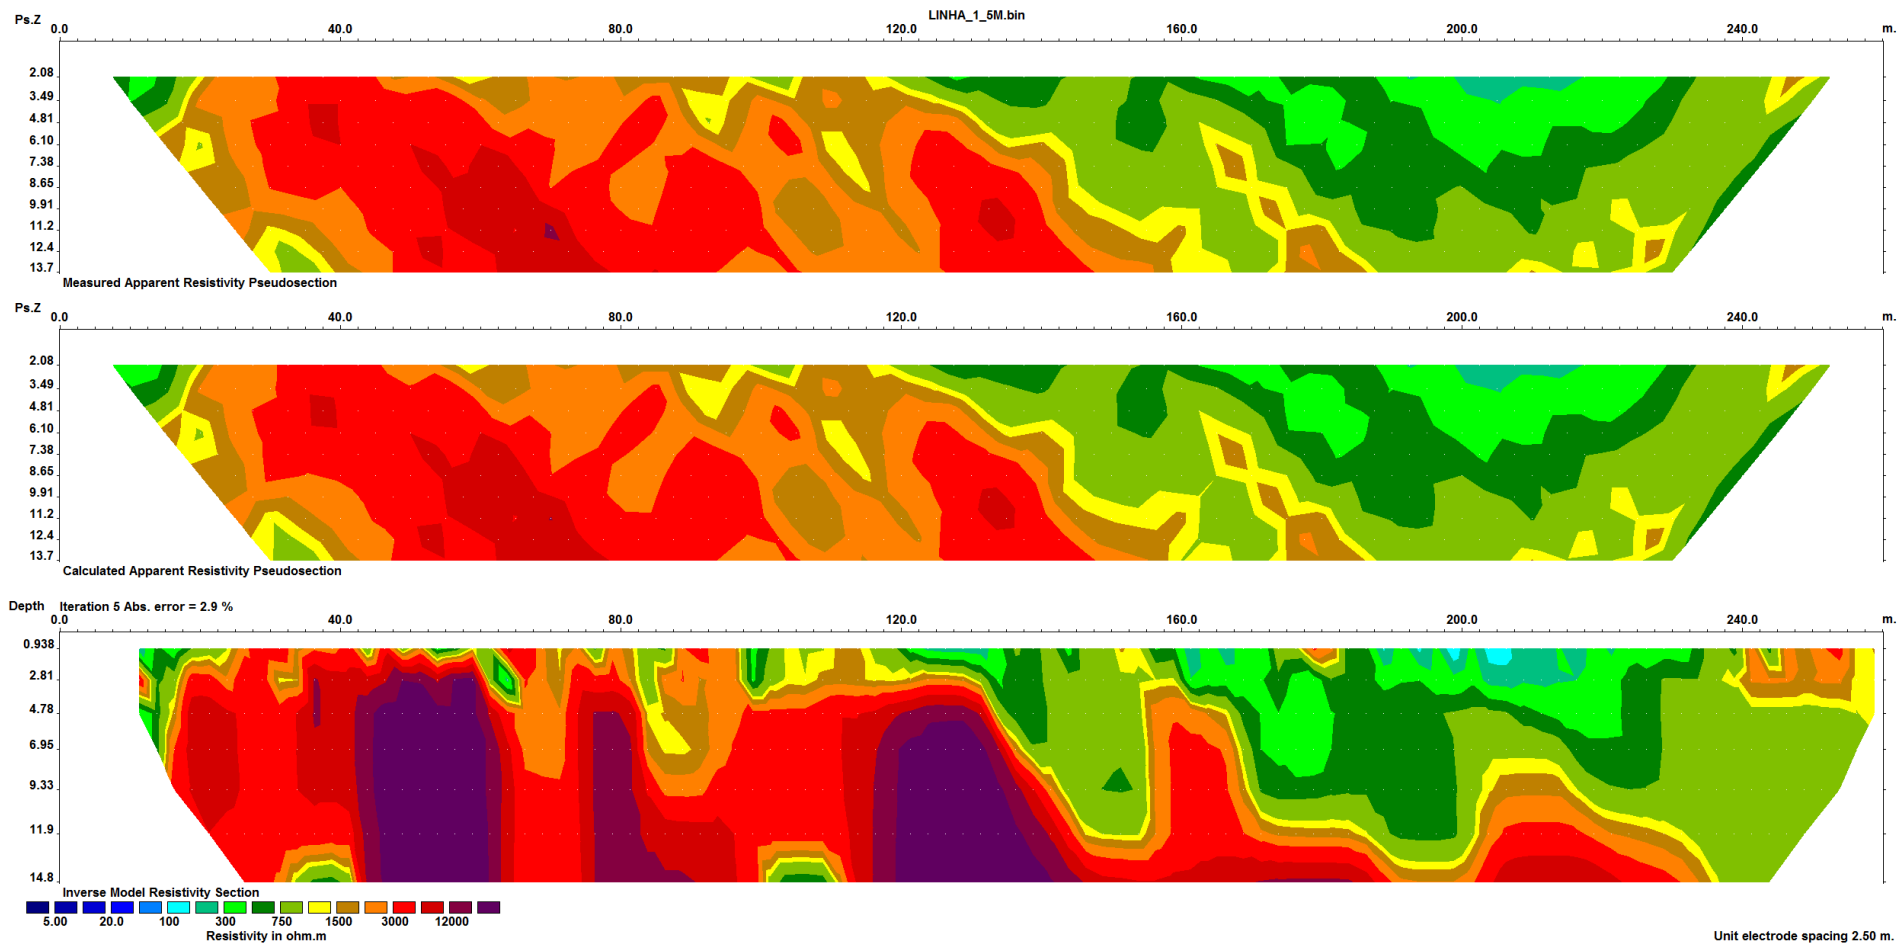 LINHA_1_5M.bin
Ps.Z 0.0 40.0 80.0 120.0 160.0 200.0 240.0 m.
2.08
3.49
4.81
6.10
7.38
8.65
9.91
11.2
12.4
13.7
Measured Apparent Resistivity Pseudosection
Ps.Z 0.0 40.0 80.0 120.0 160.0 200.0 240.0 m.
2.08
3.49
4.81
6.10
7.38
8.65
9.91
11.2
12.4
13.7
Calculated Apparent Resistivity Pseudosection
Depth Iteration 5 Abs. error = 2.9 %
0.0 40.0 80.0 120.0 160.0 200.0 240.0 m.
0.938
2.81
4.78
6.95
9.33
11.9
14.8
Inverse Model Resistivity Section
5.00 20.0 100 300 750 1500 3000 12000
Resistivity in ohm.m
Unit electrode spacing 2.50 m.